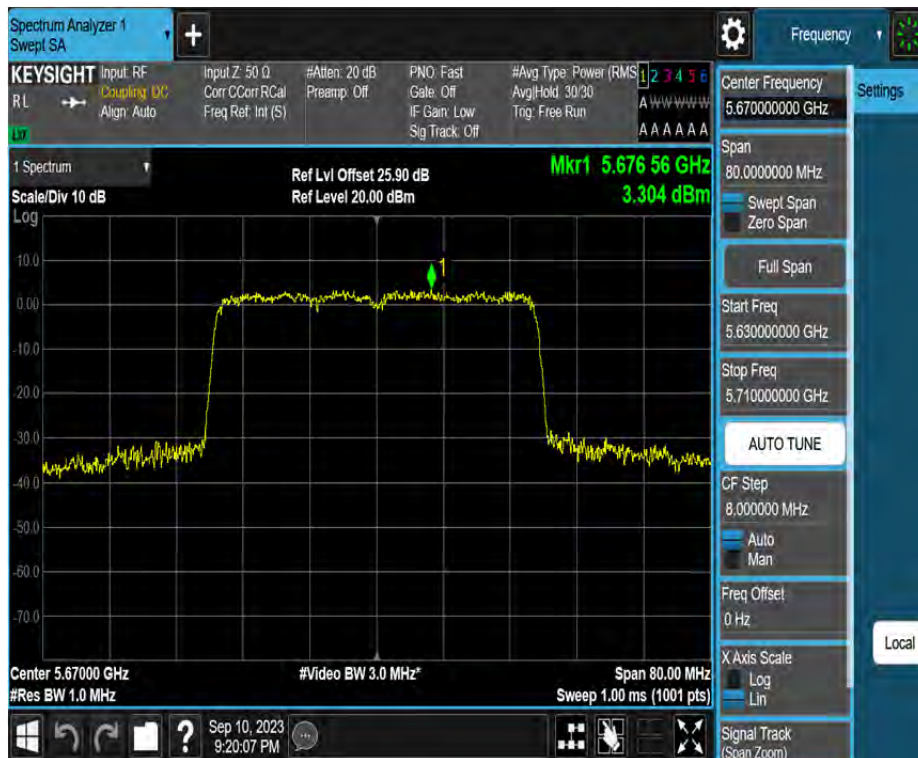 Spectrum Analyzer 1
Swept SA
+
Frequency
KEYSIGHT
RL
LXI
Input: RF
Coupling: DC
Align: Auto
Input Z: 50 Ω
Corr CCorr RCal
Freq Ref: Int (S)
#Atten: 20 dB
Preamp: Off
PNO: Fast
Gate: Off
IF Gain: Low
Sig Track: Off
#Avg Type: Power (RMS
Avg|Hold: 30/30
Trig: Free Run
1 2 3 4 5 6
A W W W W W
A A A A A A
1 Spectrum
Scale/Div 10 dB
Log
Ref Lvl Offset 25.90 dB
Ref Level 20.00 dBm
Mkr1 5.676 56 GHz
3.304 dBm
1
10.0
0.00
-10.0
-20.0
-30.0
-40.0
-50.0
-60.0
-70.0
Center 5.67000 GHz
#Res BW 1.0 MHz
#Video BW 3.0 MHz*
Span 80.00 MHz
Sweep 1.00 ms (1001 pts)
?
Sep 10, 2023
9:20:07 PM
Center Frequency
5.670000000 GHz
Span
80.0000000 MHz
Swept Span
Zero Span
Full Span
Start Freq
5.630000000 GHz
Stop Freq
5.710000000 GHz
AUTO TUNE
CF Step
8.000000 MHz
Auto
Man
Freq Offset
0 Hz
X Axis Scale
Log
Lin
Signal Track
(Span Zoom)
Settings
Local